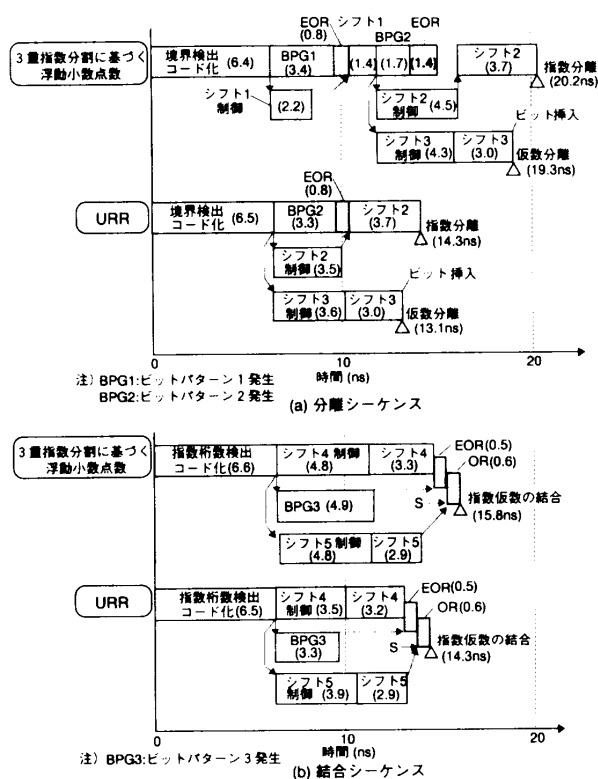 EOR シフト1 EOR
(0.8) BPG2
3重指数分割に基づく
浮動小数点数
境界検出
コード化 (6.4)
BPG1
(3.4)
(1.4)
(1.7)
(1.4)
シフト2
(3.7)
指数分離
(20.2ns)
シフト1
制御 (2.2)
シフト2
制御 (4.5)
ビット挿入
シフト3
制御 (4.3)
シフト3
(3.0)
仮数分離
(19.3ns)
EOR
(0.8)
URR
境界検出
コード化 (6.5)
BPG2
(3.3)
シフト2
(3.7)
指数分離
(14.3ns)
シフト2
制御 (3.5)
ビット挿入
シフト3
制御 (3.6)
シフト3
(3.0)
仮数分離
(13.1ns)
0 10 20
時間 (ns)
注) BPG1:ビットパターン1発生
BPG2:ビットパターン2発生
(a) 分離シーケンス
3重指数分割に基づく
浮動小数点数
指数桁数検出
コード化(6.6)
シフト4 制御
(4.8)
シフト4
(3.3)
EOR(0.5)
OR(0.6)
BPG3 (4.9)
S
指数仮数の結合
(15.8ns)
シフト5 制御
(4.8)
シフト5
(2.9)
URR
指数桁数検出
コード化(6.5)
シフト4
制御(3.5)
シフト4
(3.2)
EOR(0.5)
OR(0.6)
BPG3
(3.3)
S
指数仮数の結合
(14.3ns)
シフト5
制御 (3.9)
シフト5
(2.9)
0 10 20
時間 (ns)
注) BPG3:ビットパターン3発生
(b) 結合シーケンス